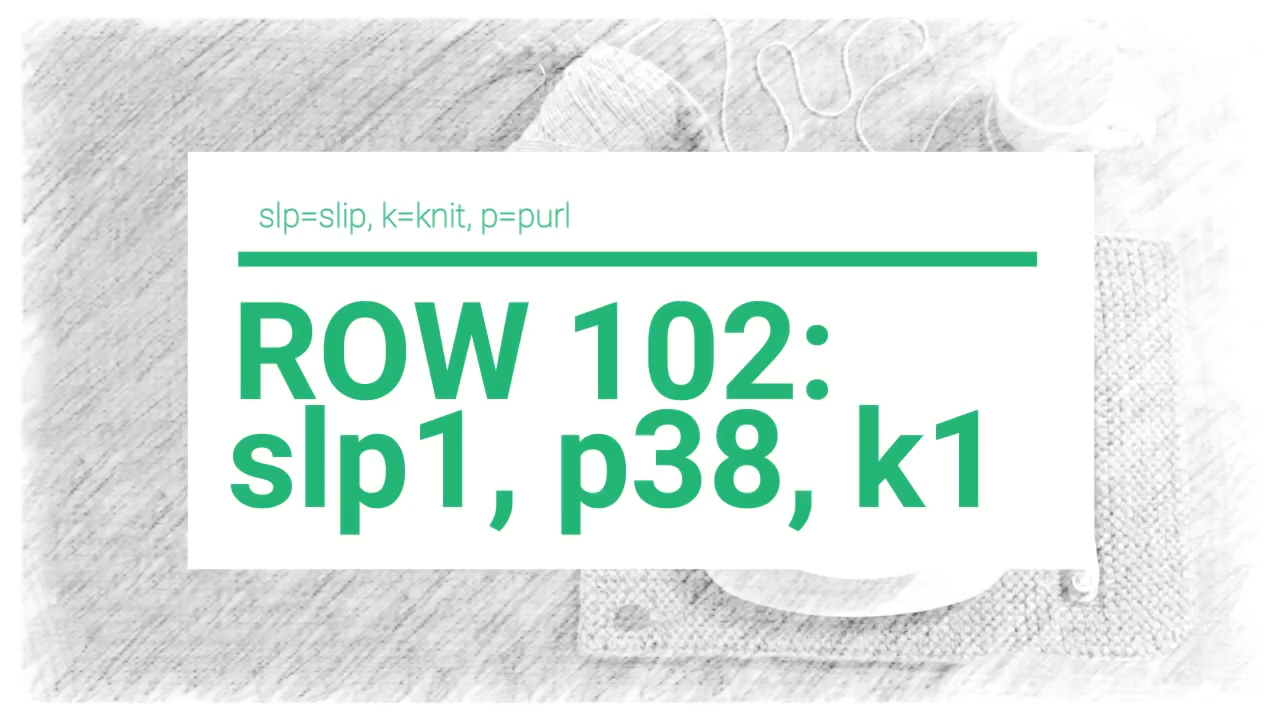 slp=slip, k=knit, p=purl
ROW 102:
slp1, p38, k1